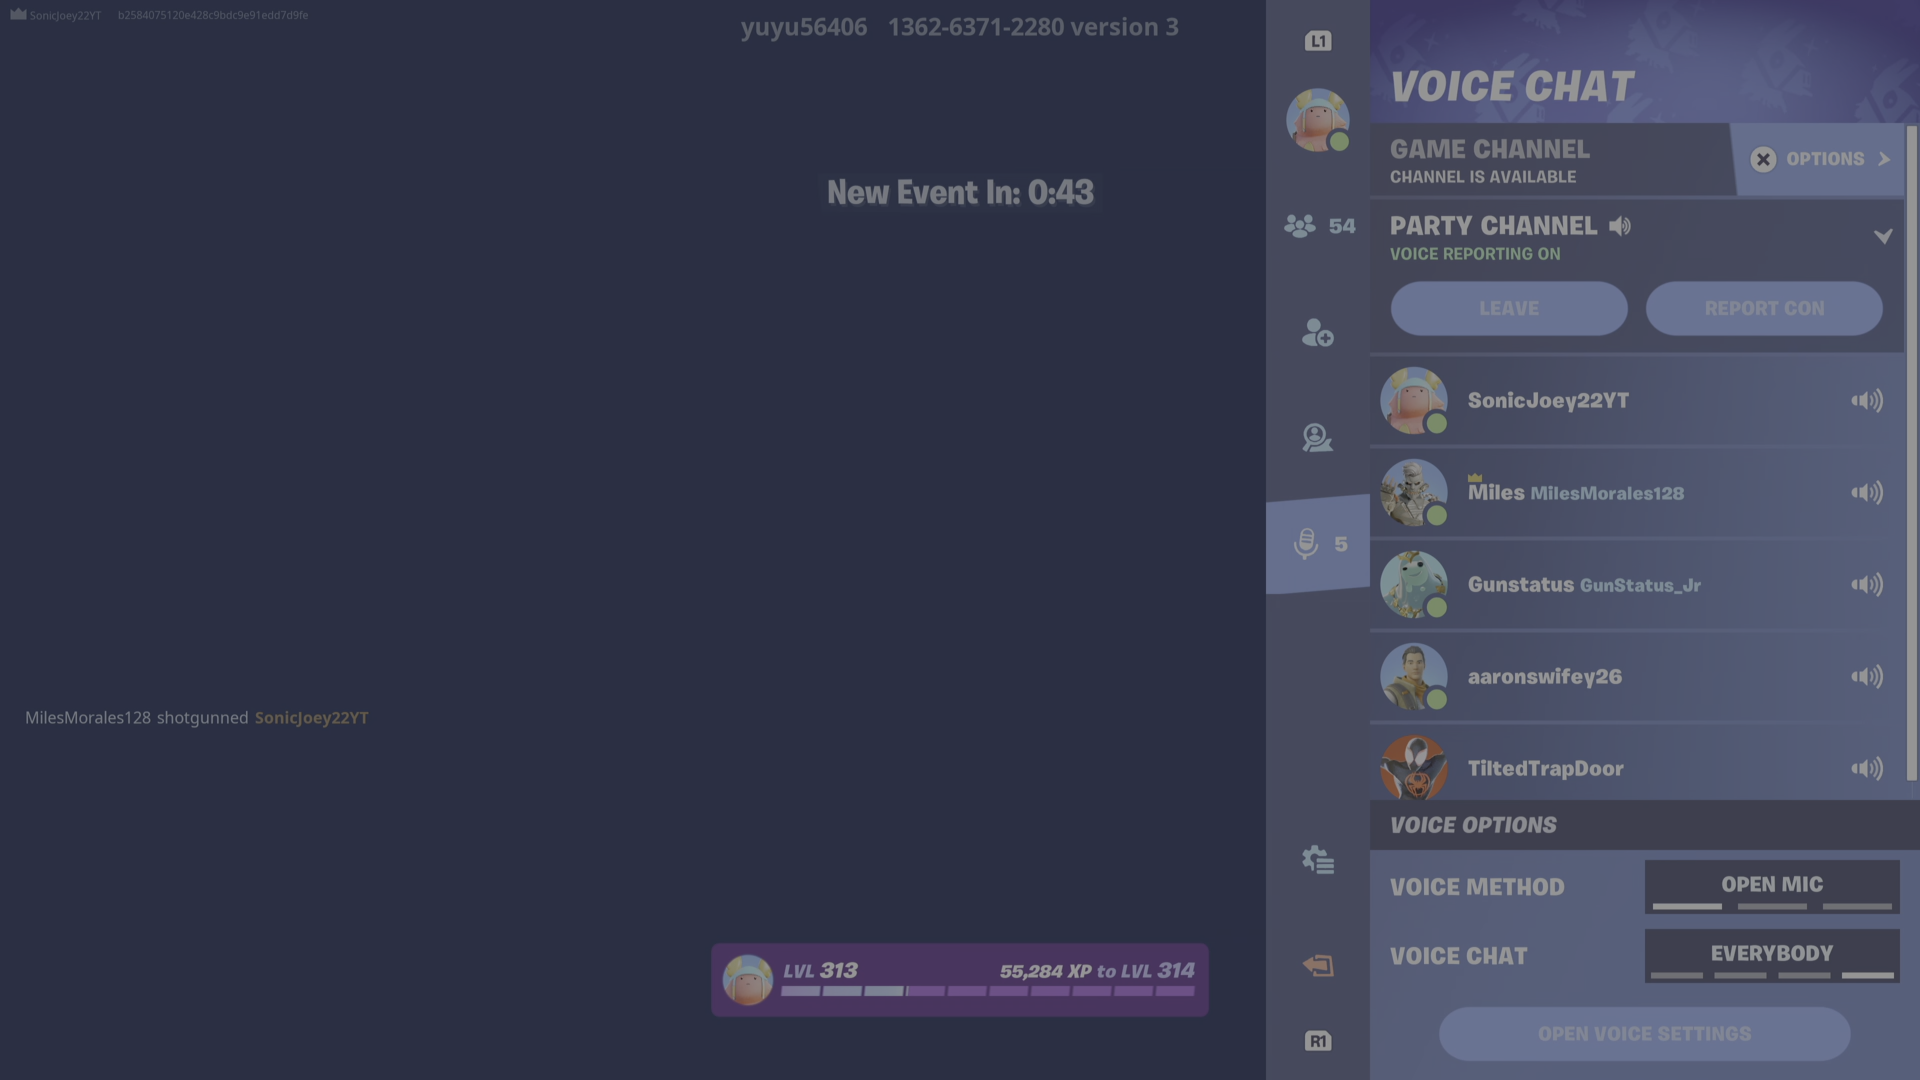 SonicJoey22YT b2584075120e428c9bdc9e91edd7d9fe
yuyu56406 1362-6371-2280 version 3
New Event In: 0:43
MilesMorales128 shotgunned SonicJoey22YT
LVL 313 55,284 XP to LVL 314
L1
54
5
R1
VOICE CHAT
GAME CHANNEL
CHANNEL IS AVAILABLE
OPTIONS
PARTY CHANNEL
VOICE REPORTING ON
LEAVE REPORT CON
SonicJoey22YT
Miles MilesMorales128
Gunstatus GunStatus_Jr
aaronswifey26
TiltedTrapDoor
VOICE OPTIONS
VOICE METHOD OPEN MIC
VOICE CHAT EVERYBODY
OPEN VOICE SETTINGS